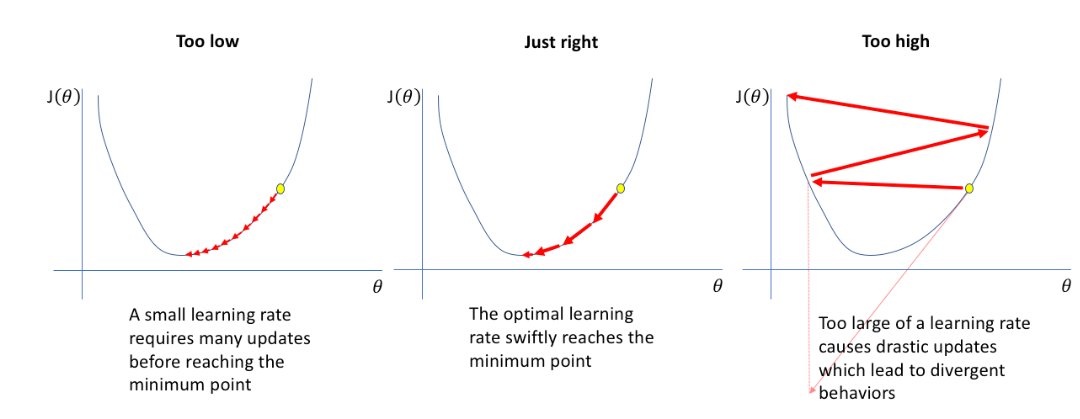 Too low
Just right
Too high
J(θ)
J(θ)
J(θ)
θ
θ
θ
A small learning rate
requires many updates
before reaching the
minimum point
The optimal learning
rate swiftly reaches the
minimum point
Too large of a learning rate
causes drastic updates
which lead to divergent
behaviors